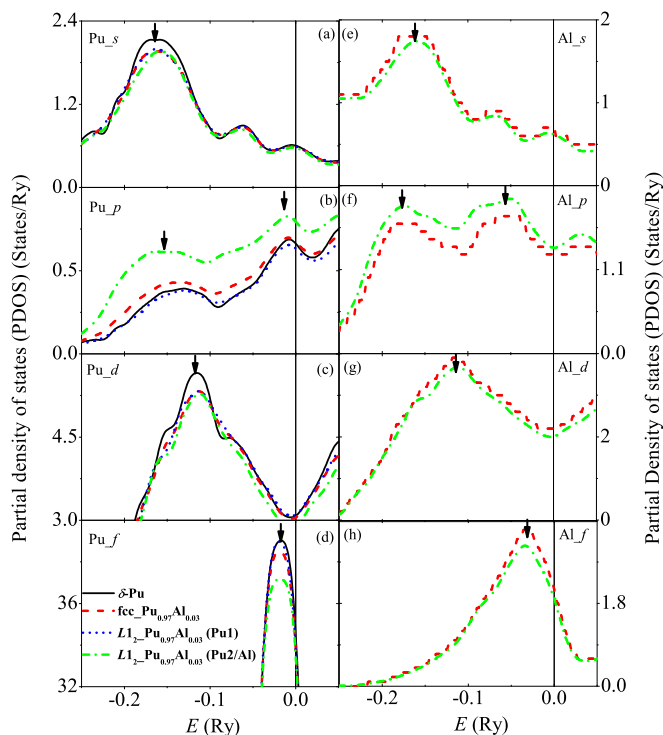 Partial density of states (PDOS) (States/Ry)
Pu_s
(a)
2.4
1.2
0.0
Pu_p
(b)
0.5
0.0
Pu_d
(c)
4.5
3.0
Pu_f
(d)
36
32
δ-Pu
fcc_Pu0.97Al0.03
L12_Pu0.97Al0.03 (Pu1)
L12_Pu0.97Al0.03 (Pu2/Al)
-0.2 -0.1 0.0
E (Ry)
(e)
Al_s
2
1
0
(f)
Al_p
1.1
0.0
(g)
Al_d
2
0
(h)
Al_f
1.8
0.0
-0.2 -0.1 0.0
E (Ry)
Partial Density of states (PDOS) (States/Ry)